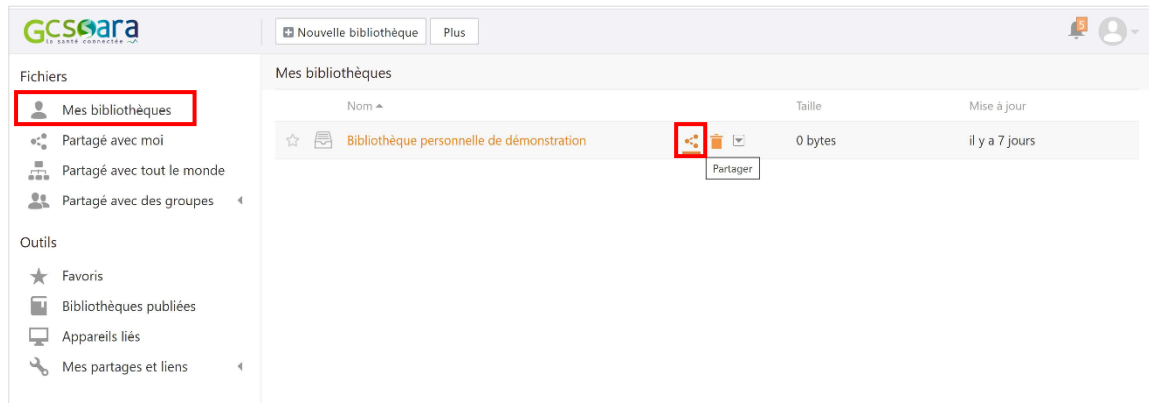 GCSsara
la santé connectée
Nouvelle bibliothèque Plus
5
Fichiers
Mes bibliothèques
Partagé avec moi
Partagé avec tout le monde
Partagé avec des groupes
Outils
Favoris
Bibliothèques publiées
Appareils liés
Mes partages et liens
Mes bibliothèques
Nom Taille Mise à jour
Bibliothèque personnelle de démonstration 0 bytes il y a 7 jours
Partager